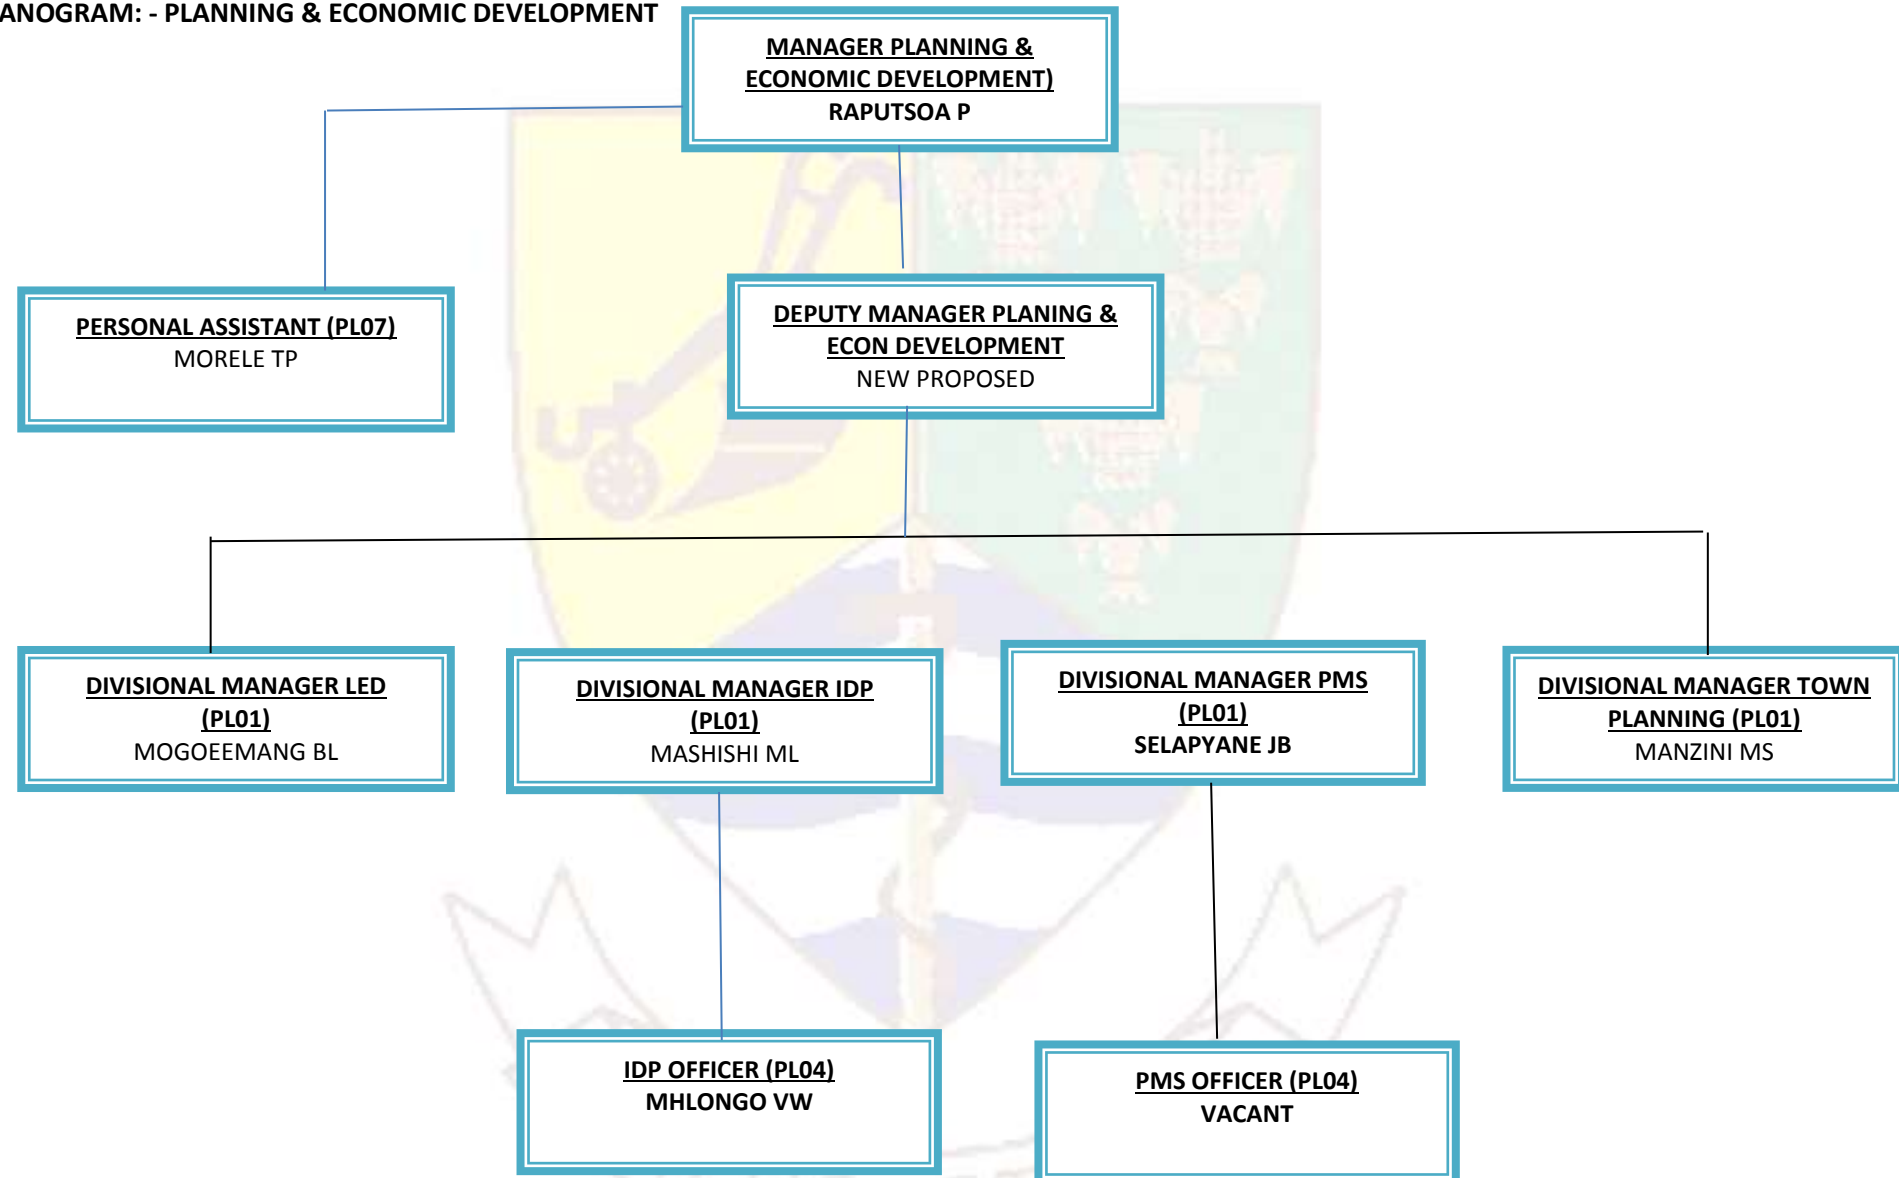 ANOGRAM: - PLANNING & ECONOMIC DEVELOPMENT
MANAGER PLANNING &
ECONOMIC DEVELOPMENT)
RAPUTSOA P
PERSONAL ASSISTANT (PL07)
MORELE TP
DEPUTY MANAGER PLANING &
ECON DEVELOPMENT
NEW PROPOSED
DIVISIONAL MANAGER LED
(PL01)
MOGOEEMANG BL
DIVISIONAL MANAGER IDP
(PL01)
MASHISHI ML
DIVISIONAL MANAGER PMS
(PL01)
SELAPYANE JB
DIVISIONAL MANAGER TOWN
PLANNING (PL01)
MANZINI MS
IDP OFFICER (PL04)
MHLONGO VW
PMS OFFICER (PL04)
VACANT